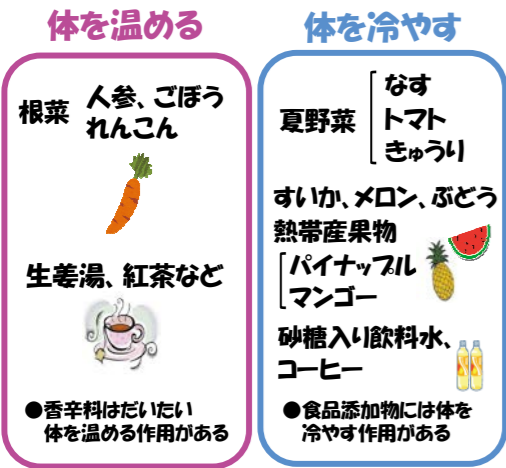 体を温める
根菜 人参、ごぼう
れんこん
生姜湯、紅茶など
●香辛料はだいたい
体を温める作用がある
体を冷やす
夏野菜
なす
トマト
きゅうり
すいか、メロン、ぶどう
熱帯産果物
パイナップル
マンゴー
砂糖入り飲料水、
コーヒー
●食品添加物には体を
冷やす作用がある